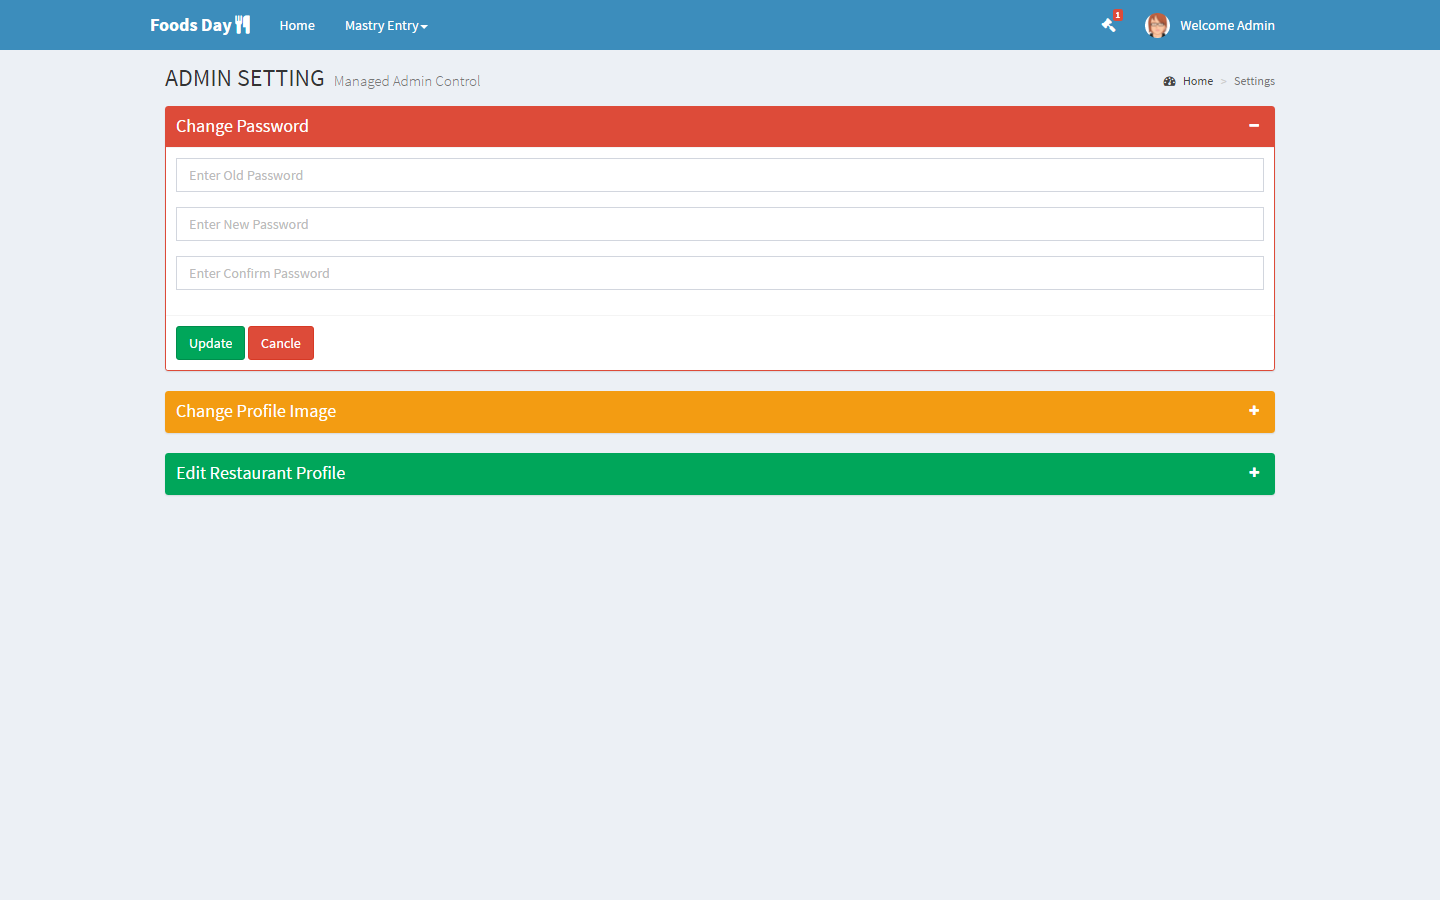 Foods Day Home Mastry Entry 1 Welcome Admin
ADMIN SETTING Managed Admin Control Home > Settings
Change Password
Enter Old Password
Enter New Password
Enter Confirm Password
Update Cancle
Change Profile Image
Edit Restaurant Profile